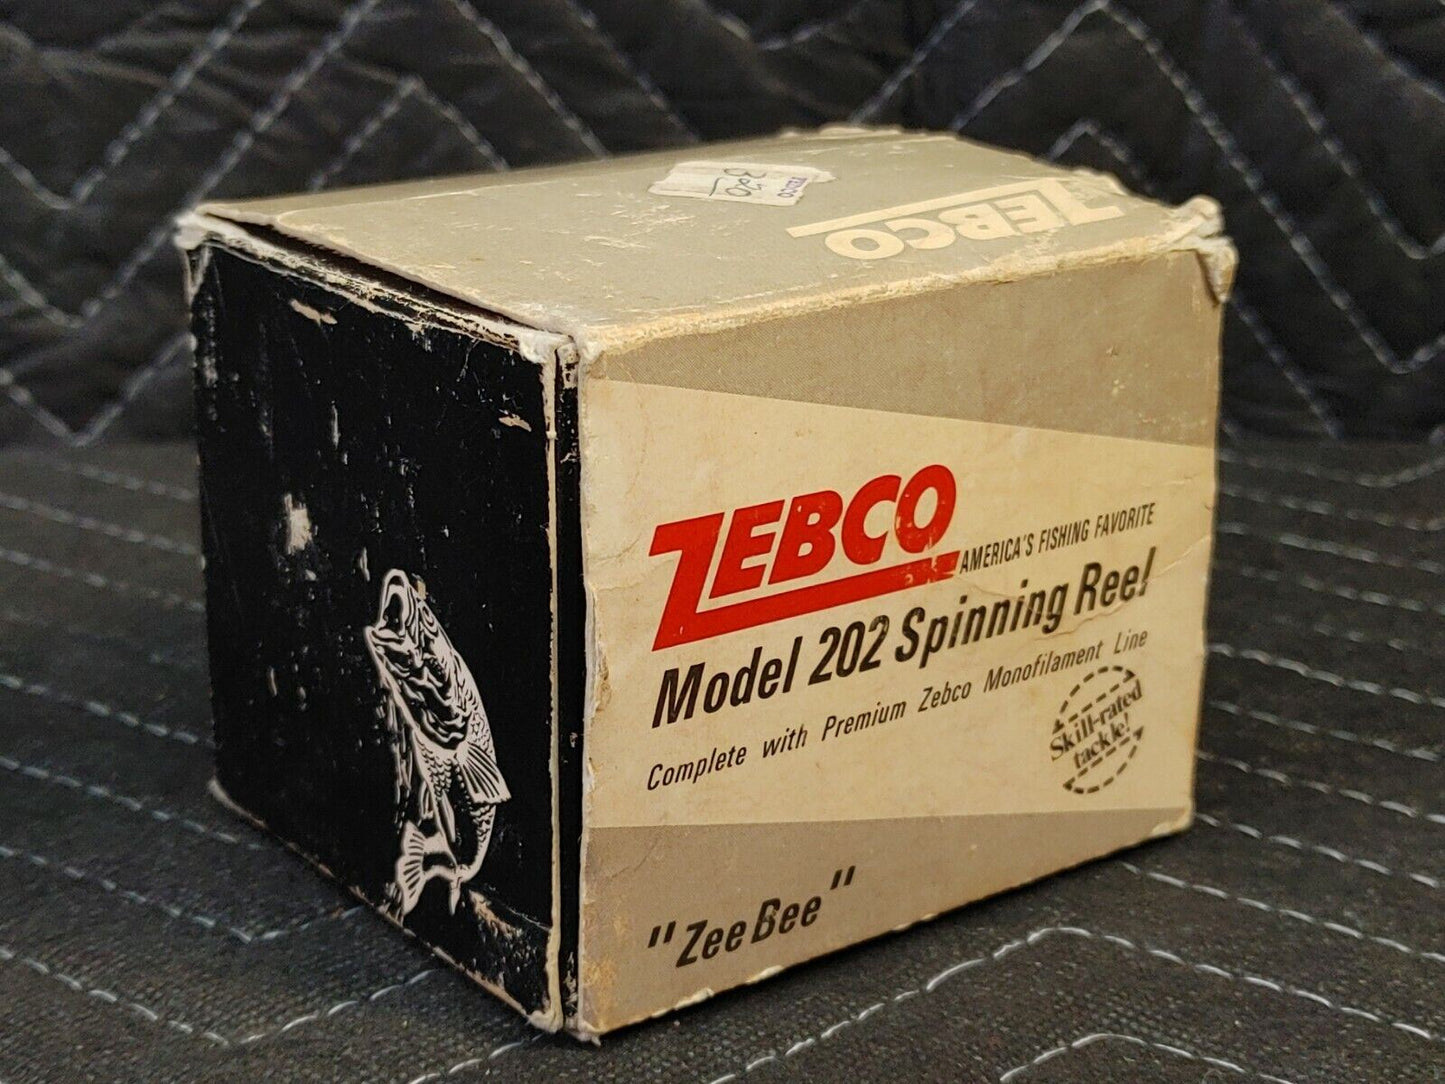 320
ZEBCO
ZEBCO
AMERICA'S FISHING FAVORITE
Model 202 Spinning Reel
Complete with Premium Zebco Monofilament Line
Skill-rated
tackle!
"ZeeBee"